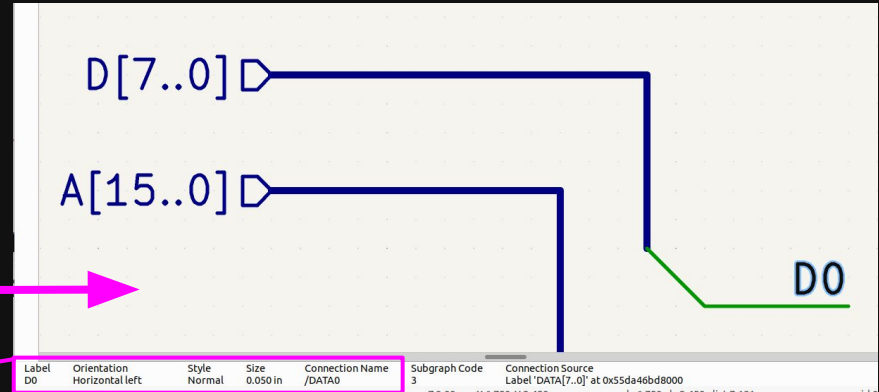 D[7..0]
A[15..0]
D0
Label Orientation Style Size Connection Name Subgraph Code Connection Source
D0 Horizontal left Normal 0.050 in /DATA0 3 Label 'DATA[7..0]' at 0x55da46bd8000